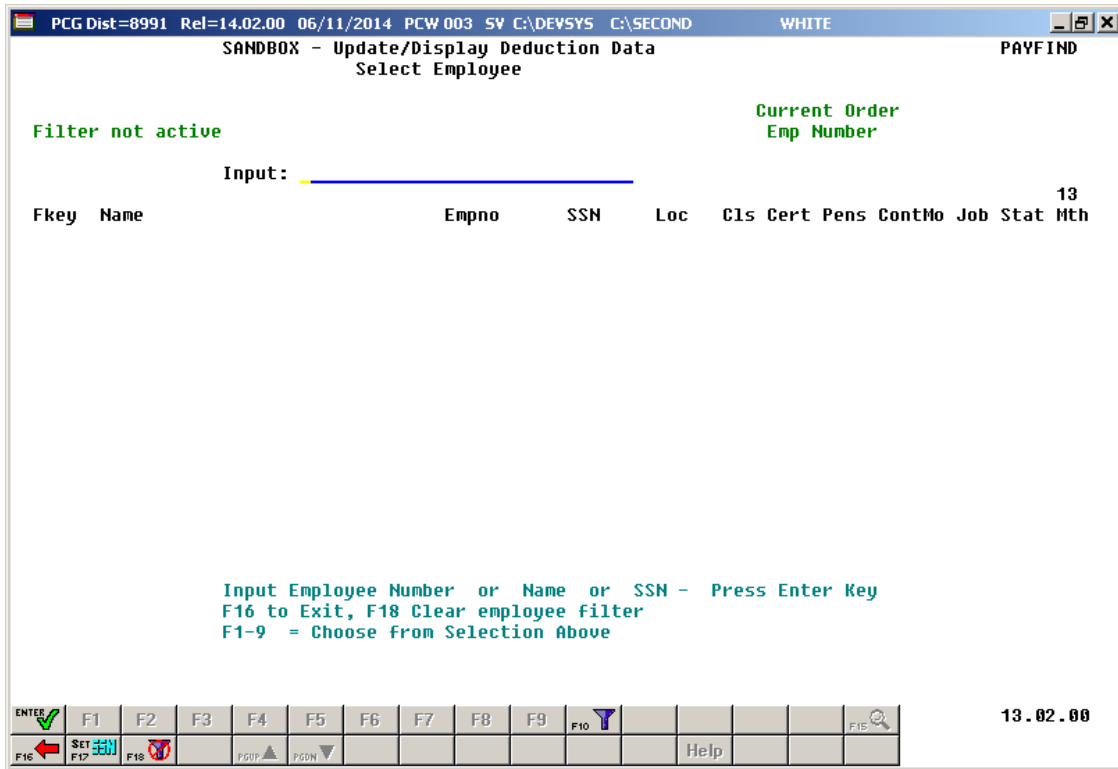 PCG Dist=8991 Rel=14.02.00 06/11/2014 PCW 003 SV C:\DEVSYS C:\SECOND WHITE
SANDBOX - Update/Display Deduction Data PAYFIND
Select Employee
Current Order
Filter not active Emp Number
Input:
13
Fkey Name Empno SSN Loc Cls Cert Pens ContMo Job Stat Mth
Input Employee Number or Name or SSN - Press Enter Key
F16 to Exit, F18 Clear employee filter
F1-9 = Choose from Selection Above
ENTER F1 F2 F3 F4 F5 F6 F7 F8 F9 F10 F15 13.02.00
F16 SET F17 F18 PGUP PGDN Help